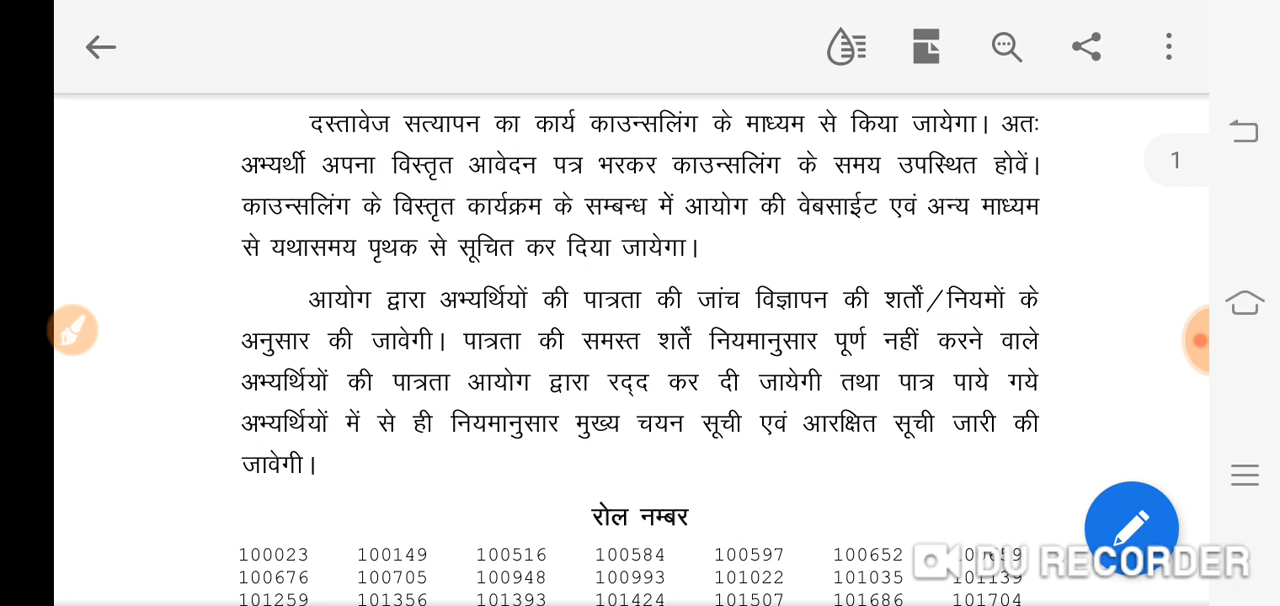 1
दस्तावेज सत्यापन का कार्य काउन्सलिंग के माध्यम से किया जायेगा। अतः
अभ्यर्थी अपना विस्तृत आवेदन पत्र भरकर काउन्सलिंग के समय उपस्थित होवें।
काउन्सलिंग के विस्तृत कार्यक्रम के सम्बन्ध में आयोग की वेबसाईट एवं अन्य माध्यम
से यथासमय पृथक से सूचित कर दिया जायेगा।
आयोग द्वारा अभ्यर्थियों की पात्रता की जांच विज्ञापन की शर्तों/नियमों के
अनुसार की जावेगी। पात्रता की समस्त शर्तें नियमानुसार पूर्ण नहीं करने वाले
अभ्यर्थियों की पात्रता आयोग द्वारा रद्द कर दी जायेगी तथा पात्र पाये गये
अभ्यर्थियों में से ही नियमानुसार मुख्य चयन सूची एवं आरक्षित सूची जारी की
जावेगी।
रोल नम्बर
100023 100149 100516 100584 100597 100652
100676 100705 100948 100993 101022 101035 101139
101259 101356 101393 101424 101507 101686 101704
DU RECORDER